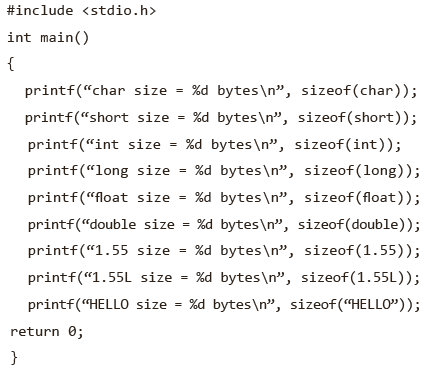 #include <stdio.h>
int main()
{
printf(“char size = %d bytes\n”, sizeof(char));
printf(“short size = %d bytes\n”, sizeof(short));
printf(“int size = %d bytes\n”, sizeof(int));
printf(“long size = %d bytes\n”, sizeof(long));
printf(“float size = %d bytes\n”, sizeof(float));
printf(“double size = %d bytes\n”, sizeof(double));
printf(“1.55 size = %d bytes\n”, sizeof(1.55));
printf(“1.55L size = %d bytes\n”, sizeof(1.55L));
printf(“HELLO size = %d bytes\n”, sizeof(“HELLO”));
return 0;
}